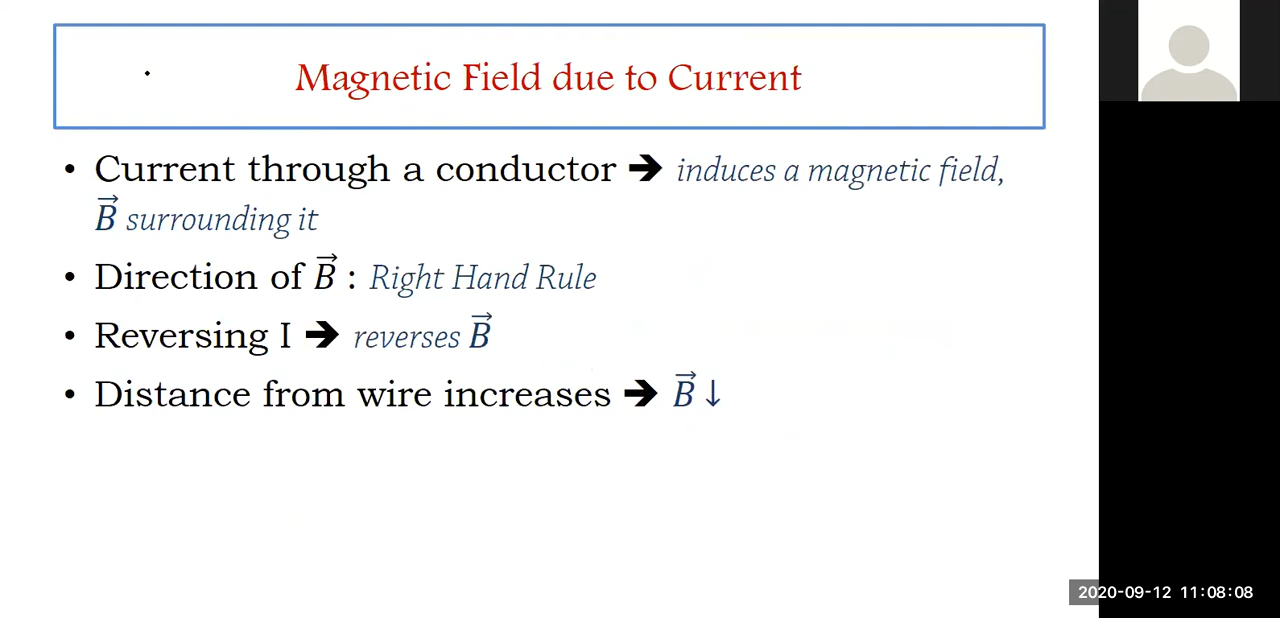 Magnetic Field due to Current
• Current through a conductor ➔ induces a magnetic field,
B⃗ surrounding it
• Direction of B⃗ : Right Hand Rule
• Reversing I ➔ reverses B⃗
• Distance from wire increases ➔ B⃗ ↓
2020-09-12 11:08:08